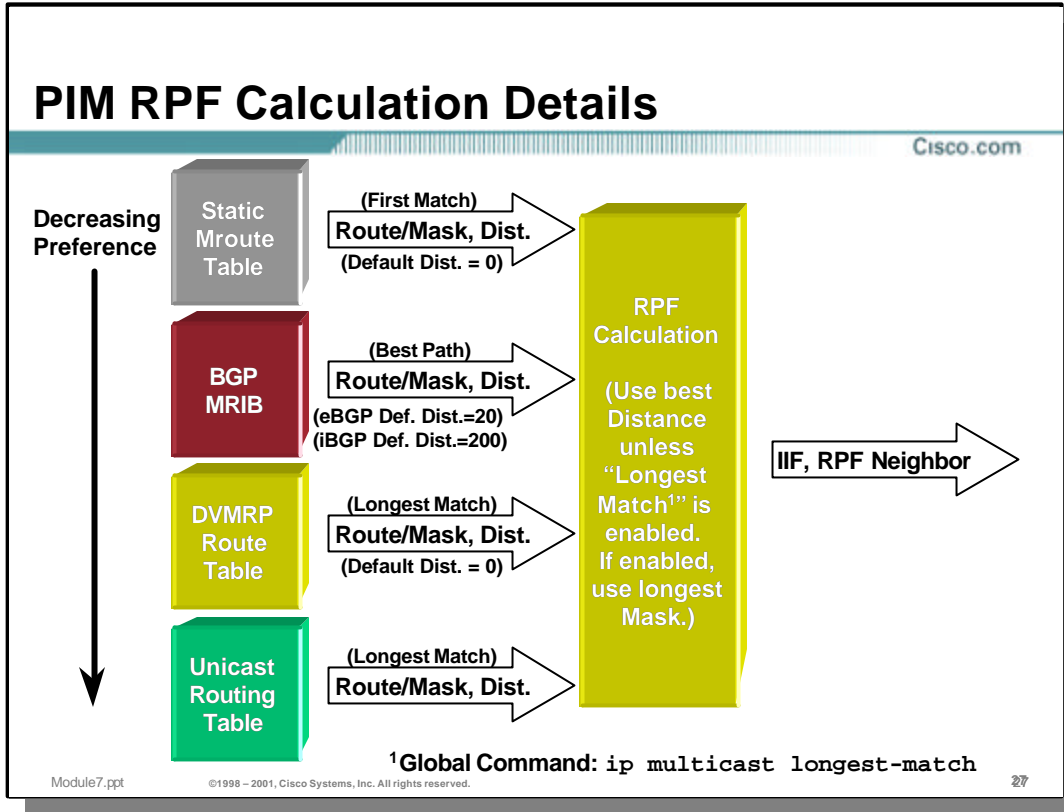 PIM RPF Calculation Details
Cisco.com
Decreasing
Preference
Static
Mroute
Table
(First Match)
Route/Mask, Dist.
(Default Dist. = 0)
BGP
MRIB
(Best Path)
Route/Mask, Dist.
(eBGP Def. Dist.=20)
(iBGP Def. Dist.=200)
DVMRP
Route
Table
(Longest Match)
Route/Mask, Dist.
(Default Dist. = 0)
Unicast
Routing
Table
(Longest Match)
Route/Mask, Dist.
RPF
Calculation
(Use best
Distance
unless
“Longest
Match¹” is
enabled.
If enabled,
use longest
Mask.)
IIF, RPF Neighbor
¹Global Command: ip multicast longest-match
Module7.ppt
©1998 – 2001, Cisco Systems, Inc. All rights reserved.